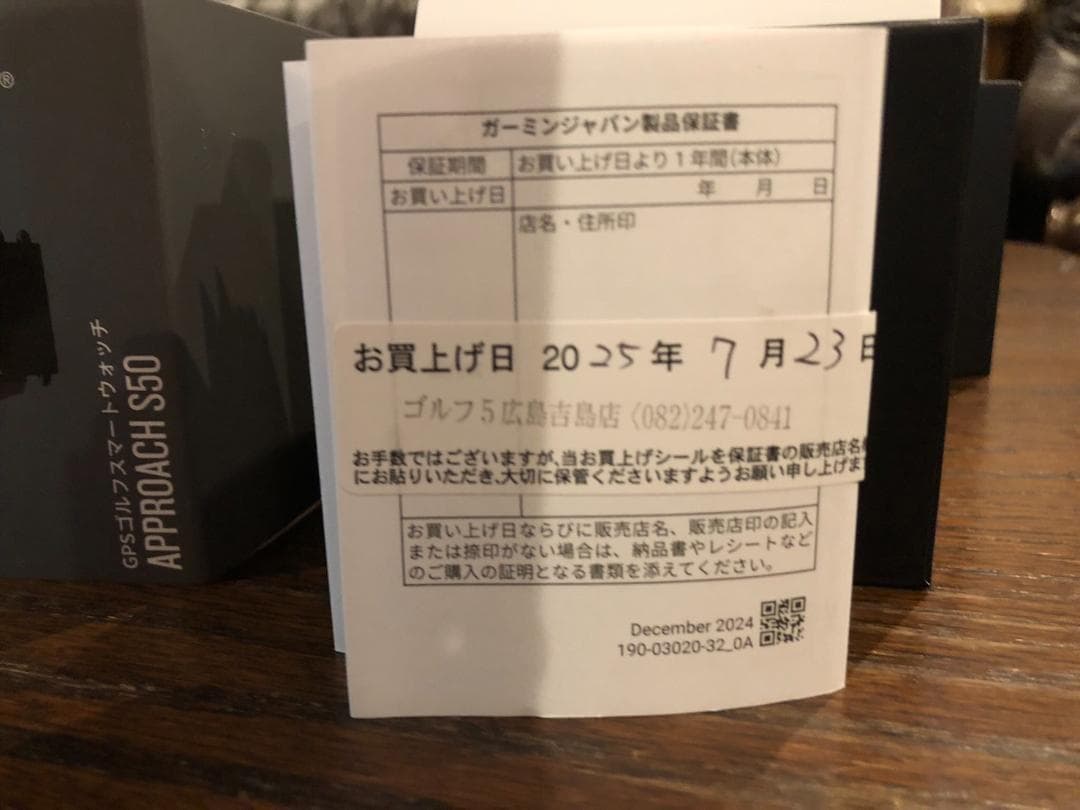 ®
GPSゴルフスマートウォッチ
APPROACH S50
ガーミンジャパン製品保証書
保証期間 お買い上げ日より1年間(本体)
お買い上げ日 年 月 日
店名・住所印
お買上げ日 2025年 7月23日
ゴルフ5広島吉島店 (082)247-0841
お手数ではございますが、当お買上げシールを保証書の販売店名
にお貼りいただき、大切に保管くださいますようお願い申し上げま
お買い上げ日ならびに販売店名、販売店印の記入
または捺印がない場合は、納品書やレシートなど
のご購入の証明となる書類を添えてください。
December 2024
190-03020-32_0A